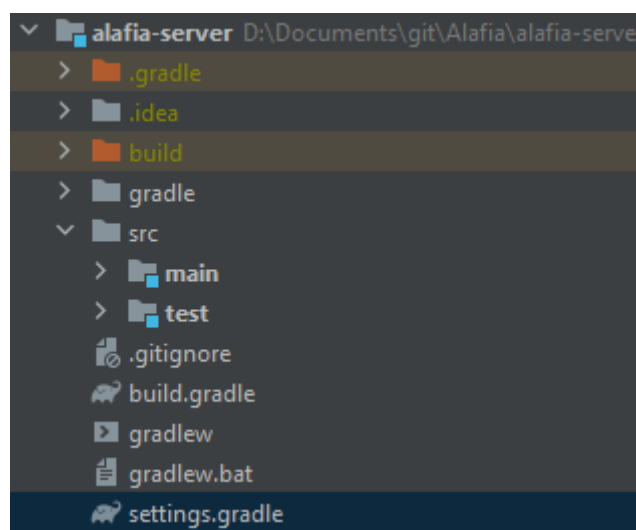 alafia-server D:\Documents\git\Alafia\alafia-serve
.gradle
.idea
build
gradle
src
main
test
.gitignore
build.gradle
gradlew
gradlew.bat
settings.gradle